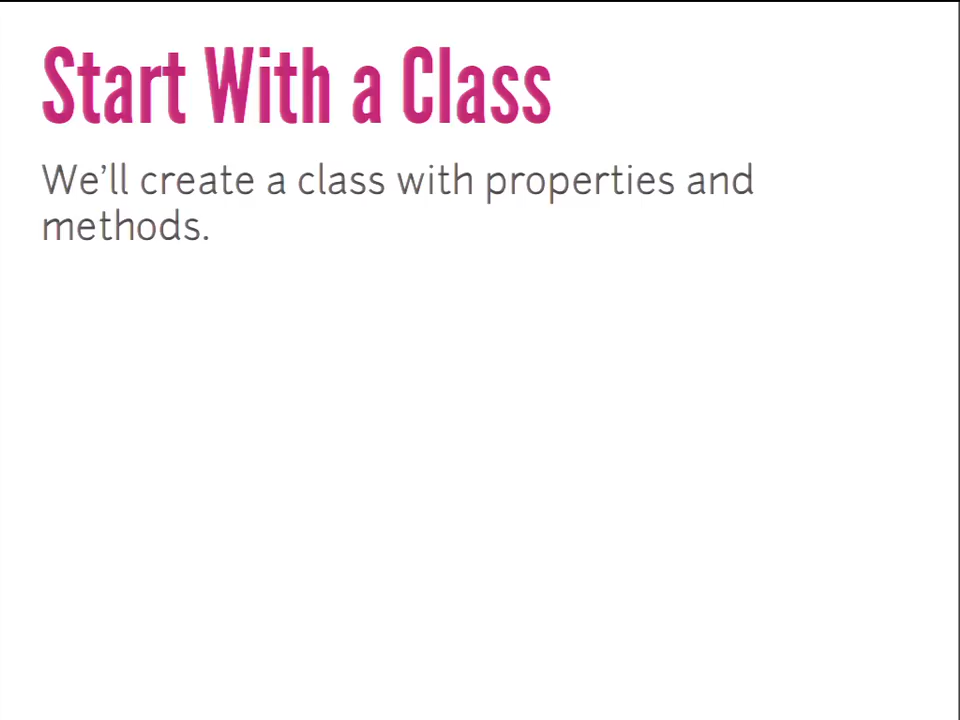 Start With a Class
We’ll create a class with properties and
methods.